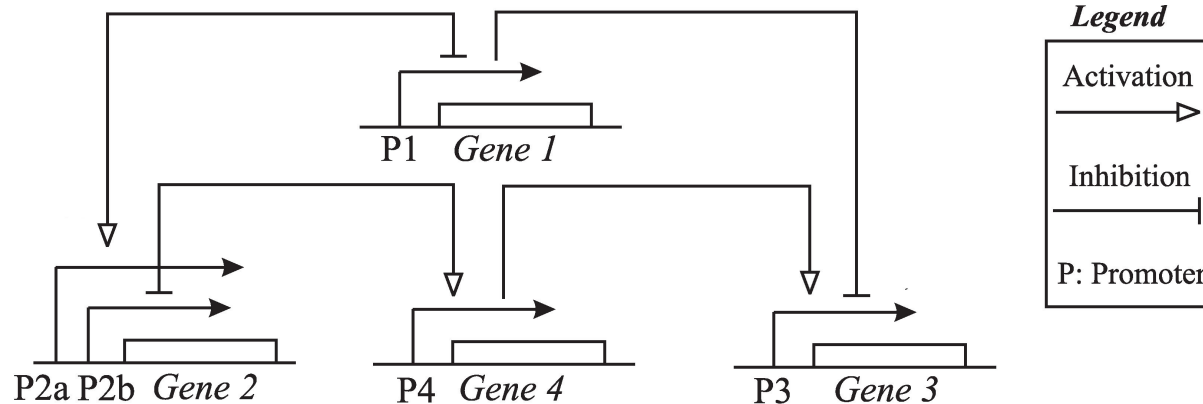 Legend
Activation
Inhibition
P: Promoter
P1 Gene 1
P2a P2b Gene 2
P4 Gene 4
P3 Gene 3